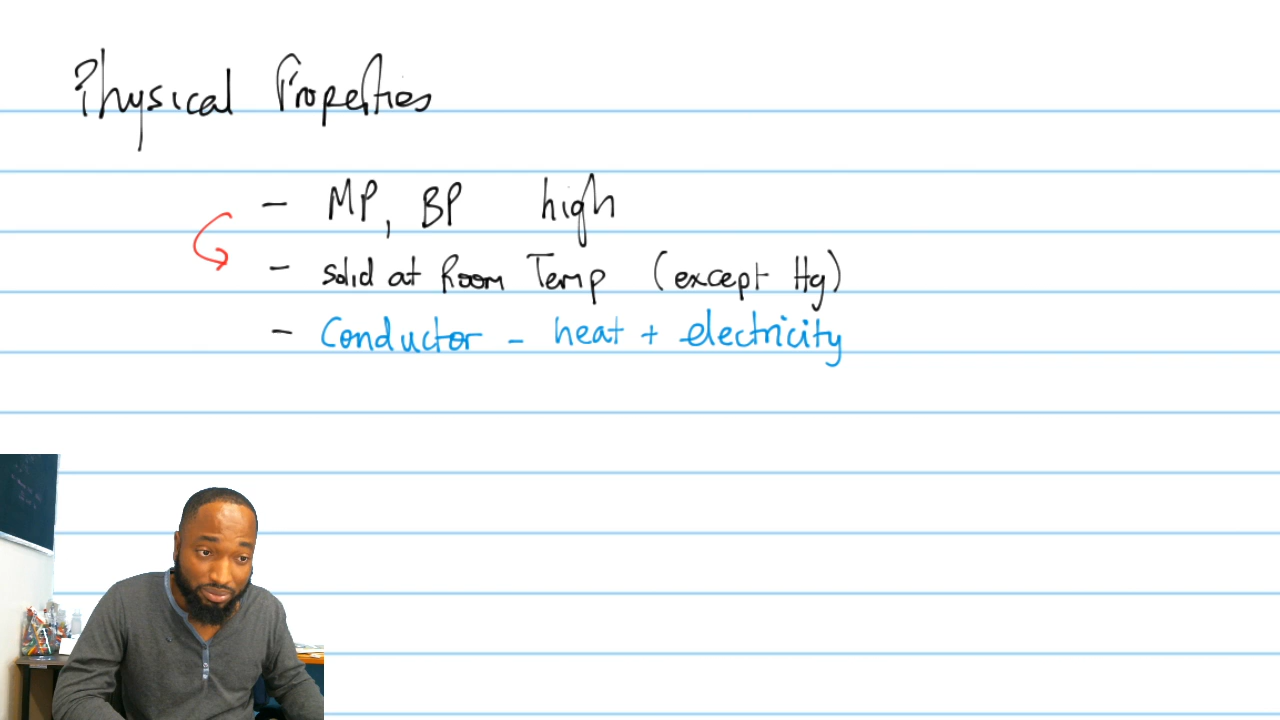 Physical Properties
- MP, BP high
- solid at Room Temp (except Hg)
- Conductor - heat + electricity